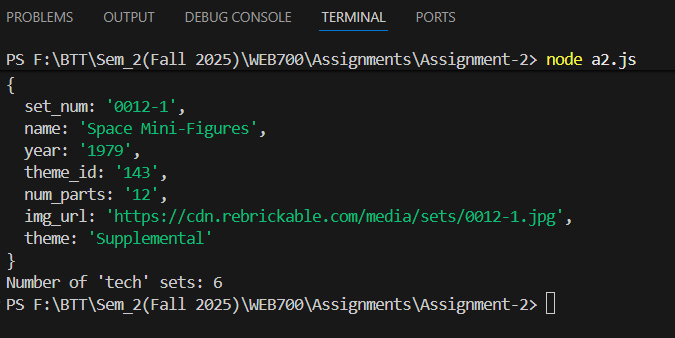 PROBLEMS OUTPUT DEBUG CONSOLE TERMINAL PORTS
PS F:\BTT\Sem_2(Fall 2025)\WEB700\Assignments\Assignment-2> node a2.js
{
  set_num: '0012-1',
  name: 'Space Mini-Figures',
  year: '1979',
  theme_id: '143',
  num_parts: '12',
  img_url: 'https://cdn.rebrickable.com/media/sets/0012-1.jpg',
  theme: 'Supplemental'
}
Number of 'tech' sets: 6
PS F:\BTT\Sem_2(Fall 2025)\WEB700\Assignments\Assignment-2>